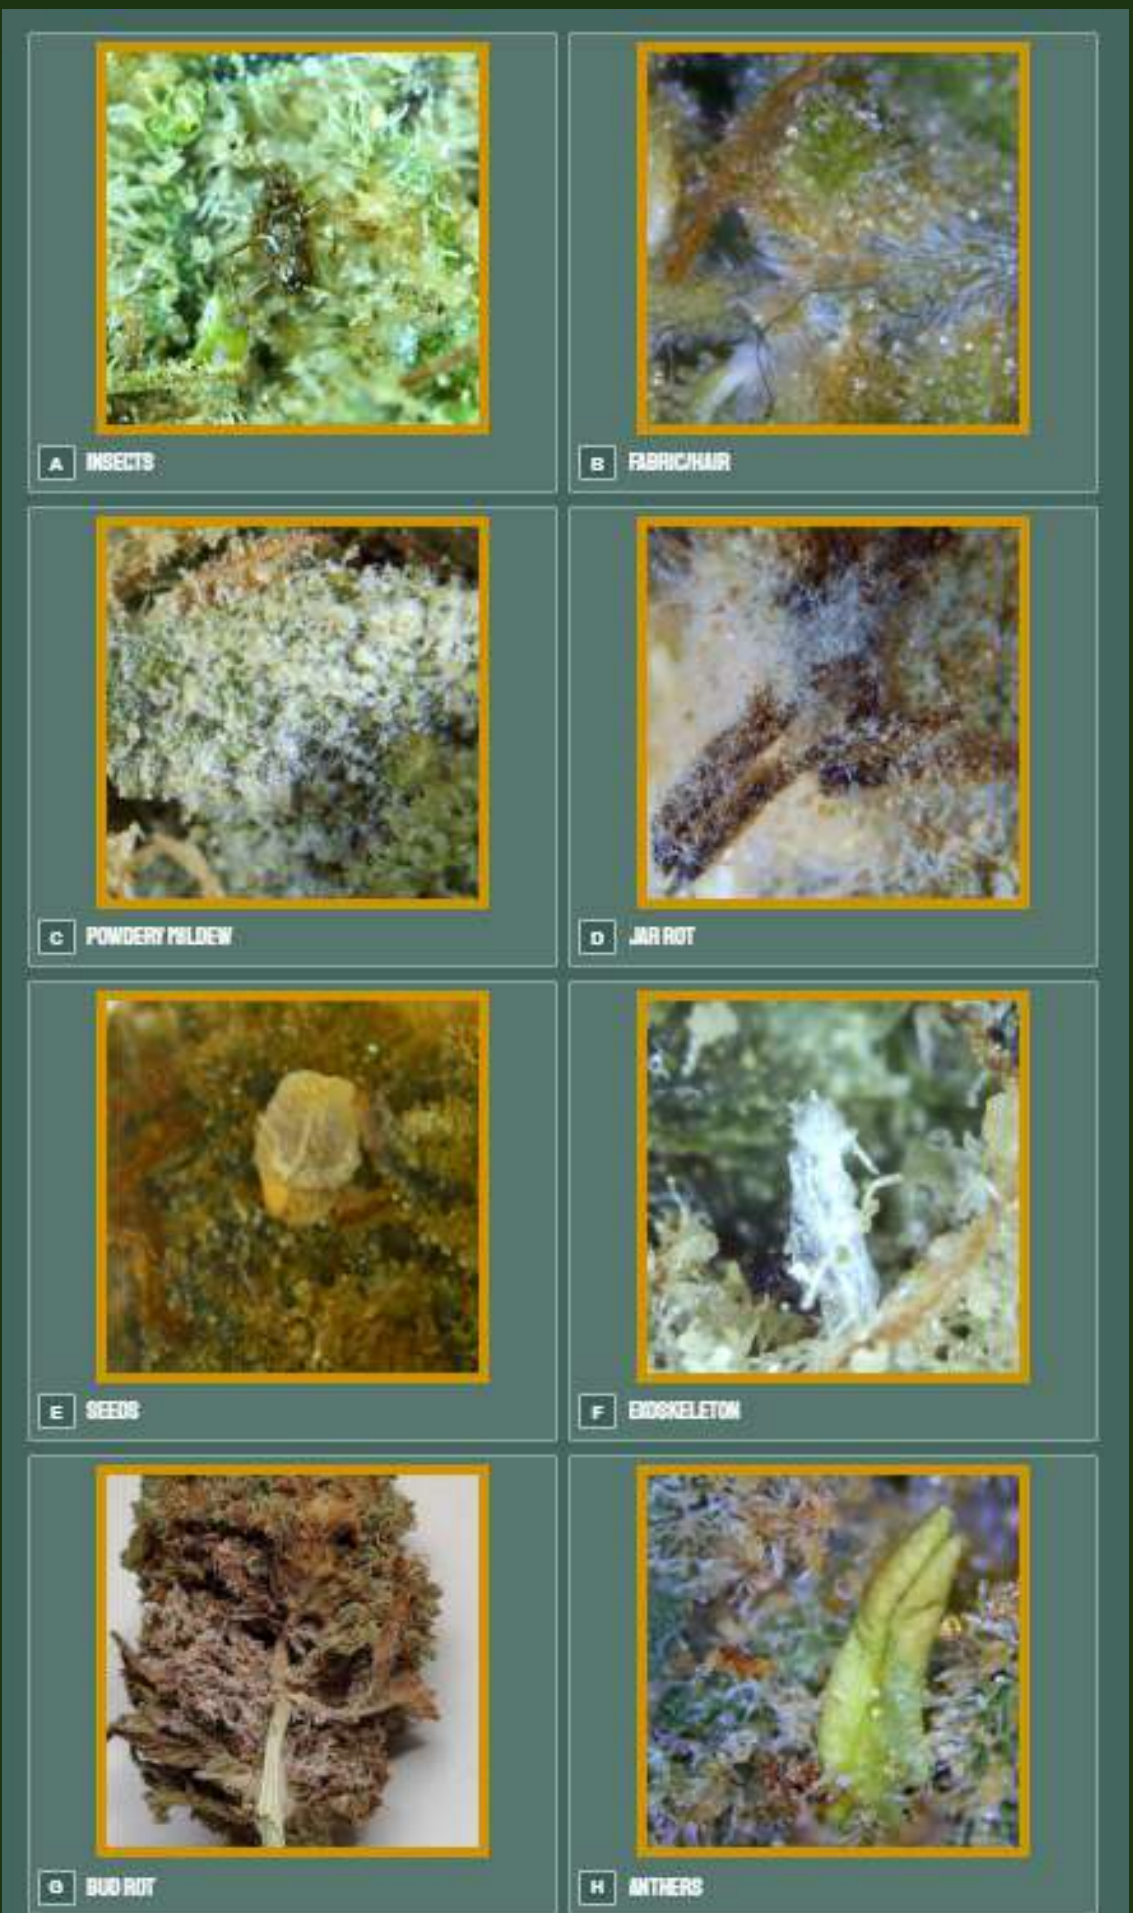 A INSECTS
B FABRIC/HAIR
C POWDERY MILDEW
D JAR ROT
E SEEDS
F EXOSKELETON
G BUD ROT
H ANTHERS